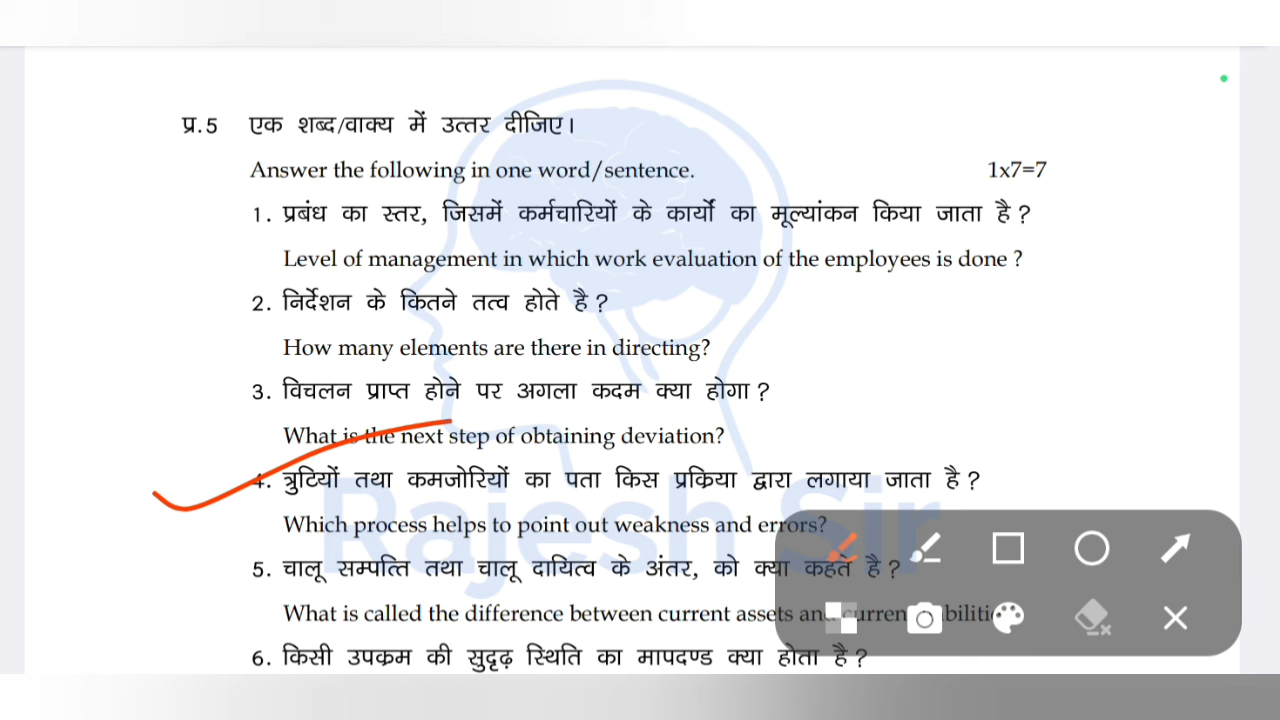 प्र.5 एक शब्द/वाक्य में उत्तर दीजिए।
Answer the following in one word/sentence. 1x7=7
1. प्रबंध का स्तर, जिसमें कर्मचारियों के कार्यों का मूल्यांकन किया जाता है ?
Level of management in which work evaluation of the employees is done ?
2. निर्देशन के कितने तत्व होते है ?
How many elements are there in directing?
3. विचलन प्राप्त होने पर अगला कदम क्या होगा ?
What is the next step of obtaining deviation?
4. त्रुटियों तथा कमजोरियों का पता किस प्रक्रिया द्वारा लगाया जाता है ?
Which process helps to point out weakness and errors?
Rajesh Sir
5. चालू सम्पत्ति तथा चालू दायित्व के अंतर, को क्या कहते है ?
What is called the difference between current assets and current
6. किसी उपक्रम की सुदृढ़ स्थिति का मापदण्ड क्या होता है ?